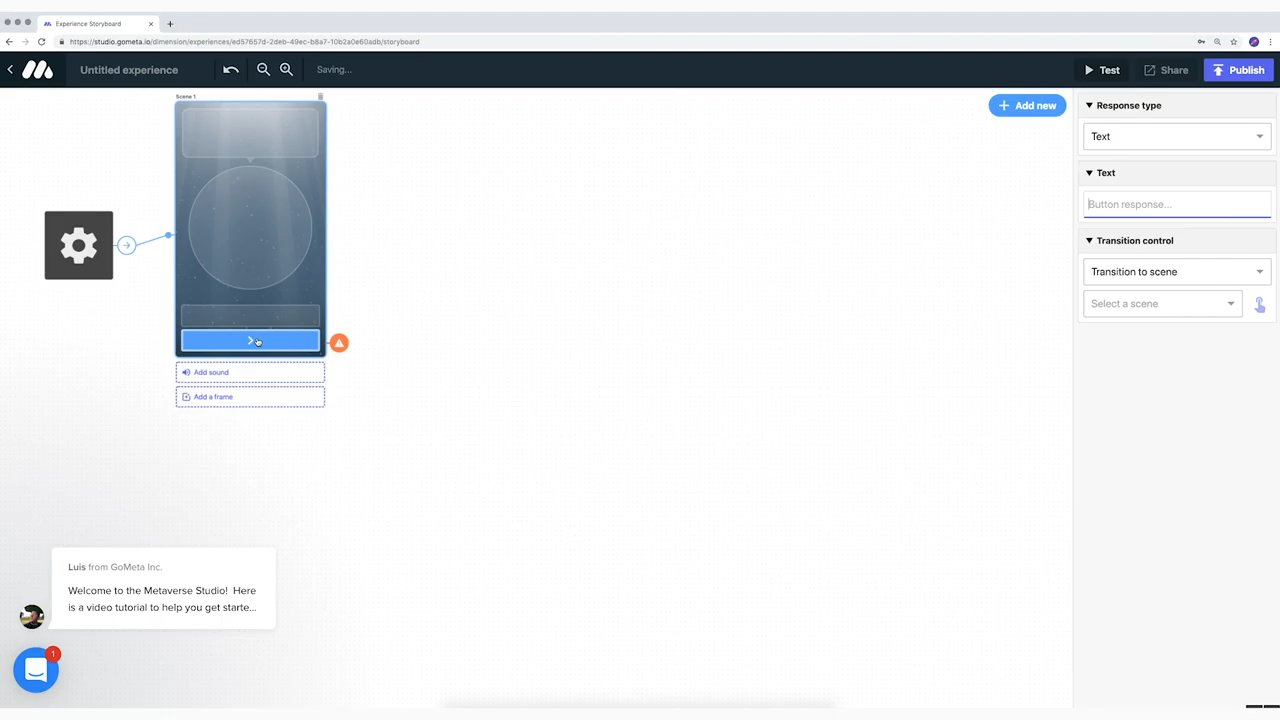 Experience Storyboard
https://studio.gometa.io/dimension/experiences/ed57657d-2deb-49ec-b8a7-10b2a0e60adb/storyboard
Untitled experience
Saving...
Test
Share
Publish
Scene 1
Add new
Response type
Text
Text
Button response...
Transition control
Transition to scene
Select a scene
Add sound
Add a frame
Luis from GoMeta Inc.
Welcome to the Metaverse Studio! Here
is a video tutorial to help you get starte...
1